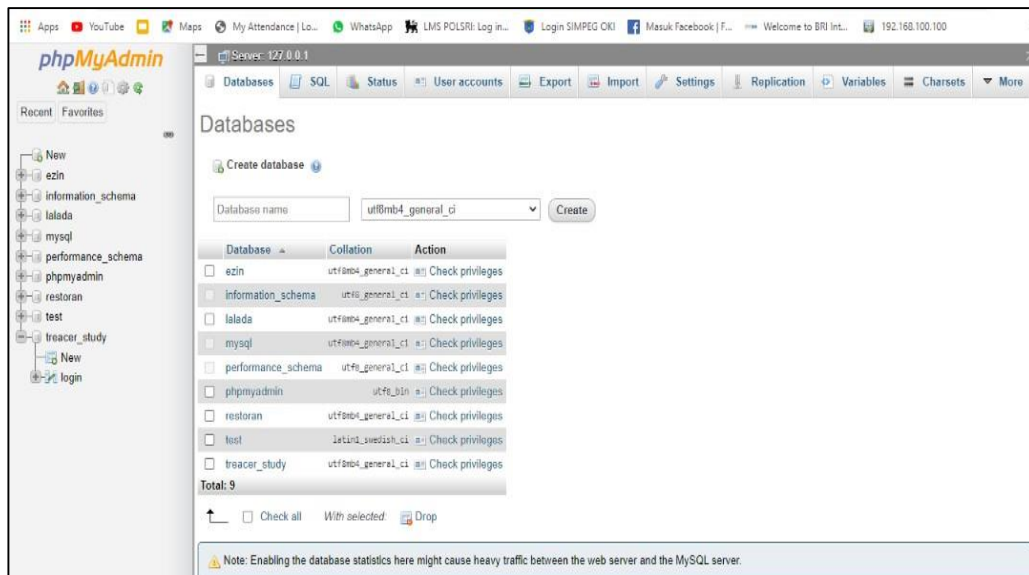 Apps YouTube Maps My Attendance | Lo... WhatsApp LMS POLSRI: Log in... Login SIMPEG OKI Masuk Facebook | F... Welcome to BRI Int... 192.168.100.100
phpMyAdmin
Recent Favorites
New
ezin
information_schema
lalada
mysql
performance_schema
phpmyadmin
restoran
test
treacer_study
New
login
Server: 127.0.0.1
Databases SQL Status User accounts Export Import Settings Replication Variables Charsets More
Databases
Create database
Database name utf8mb4_general_ci Create
Database Collation Action
ezin utf8mb4_general_ci Check privileges
information_schema utf8_general_ci Check privileges
lalada utf8mb4_general_ci Check privileges
mysql utf8mb4_general_ci Check privileges
performance_schema utf8_general_ci Check privileges
phpmyadmin utf8_bin Check privileges
restoran utf8mb4_general_ci Check privileges
test latin1_swedish_ci Check privileges
treacer_study utf8mb4_general_ci Check privileges
Total: 9
Check all With selected: Drop
Note: Enabling the database statistics here might cause heavy traffic between the web server and the MySQL server.